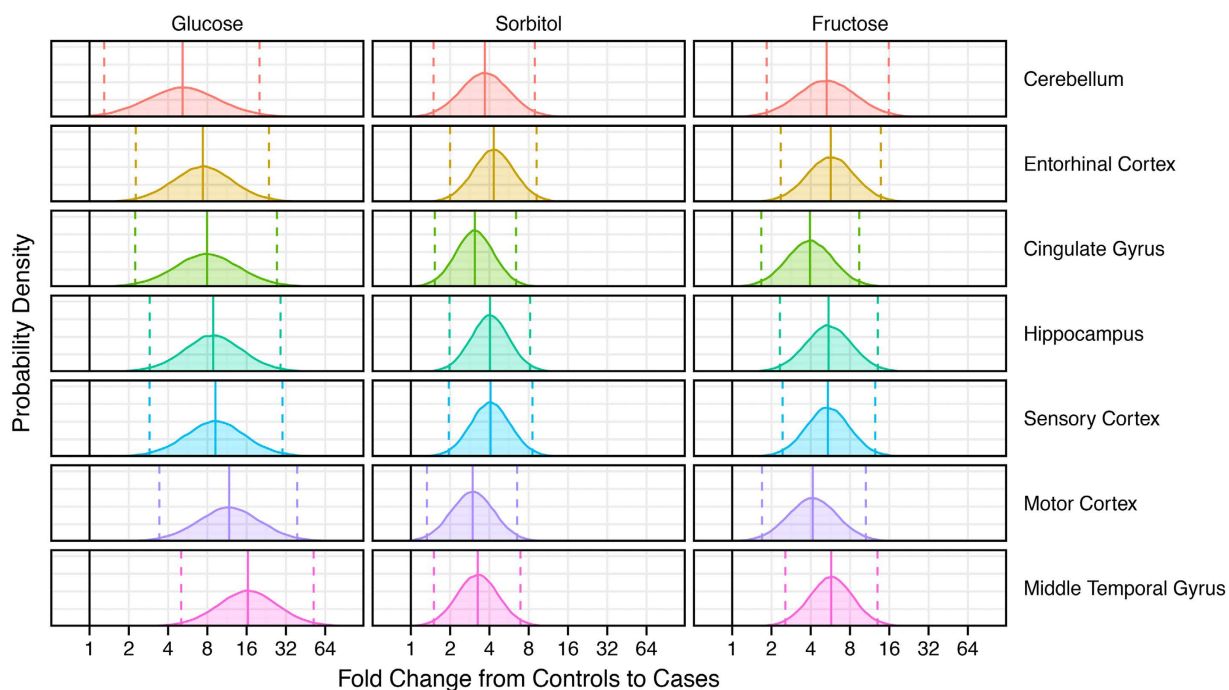 Glucose Sorbitol Fructose
Cerebellum
Entorhinal Cortex
Cingulate Gyrus
Hippocampus
Sensory Cortex
Motor Cortex
Middle Temporal Gyrus
Probability Density
1 2 4 8 16 32 64 1 2 4 8 16 32 64 1 2 4 8 16 32 64
Fold Change from Controls to Cases